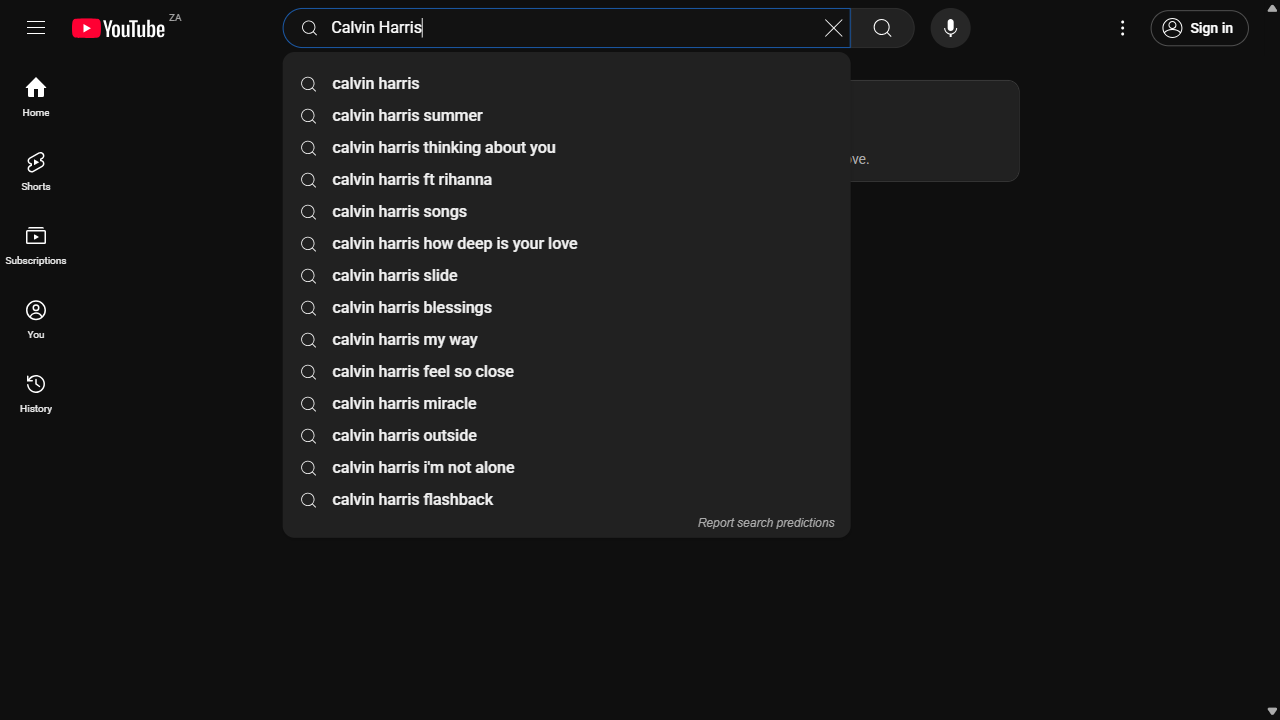 YouTube ZA
Calvin Harris
Sign in
calvin harris
calvin harris summer
calvin harris thinking about you
calvin harris ft rihanna
calvin harris songs
calvin harris how deep is your love
calvin harris slide
calvin harris blessings
calvin harris my way
calvin harris feel so close
calvin harris miracle
calvin harris outside
calvin harris i'm not alone
calvin harris flashback
Report search predictions
Home
Shorts
Subscriptions
You
History